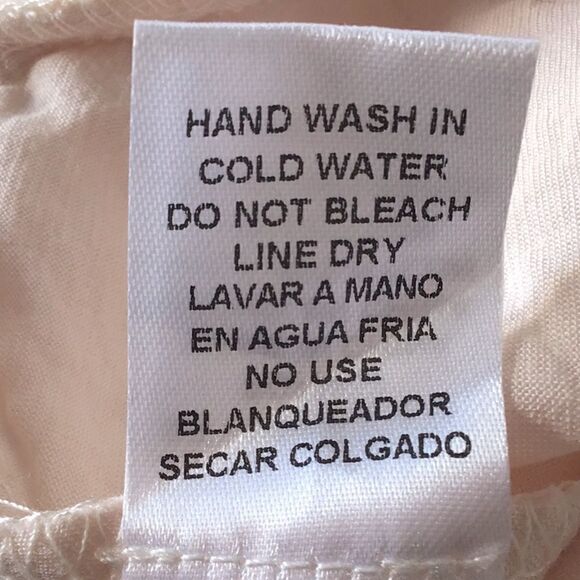 HAND WASH IN
COLD WATER
DO NOT BLEACH
LINE DRY
LAVAR A MANO
EN AGUA FRIA
NO USE
BLANQUEADOR
SECAR COLGADO